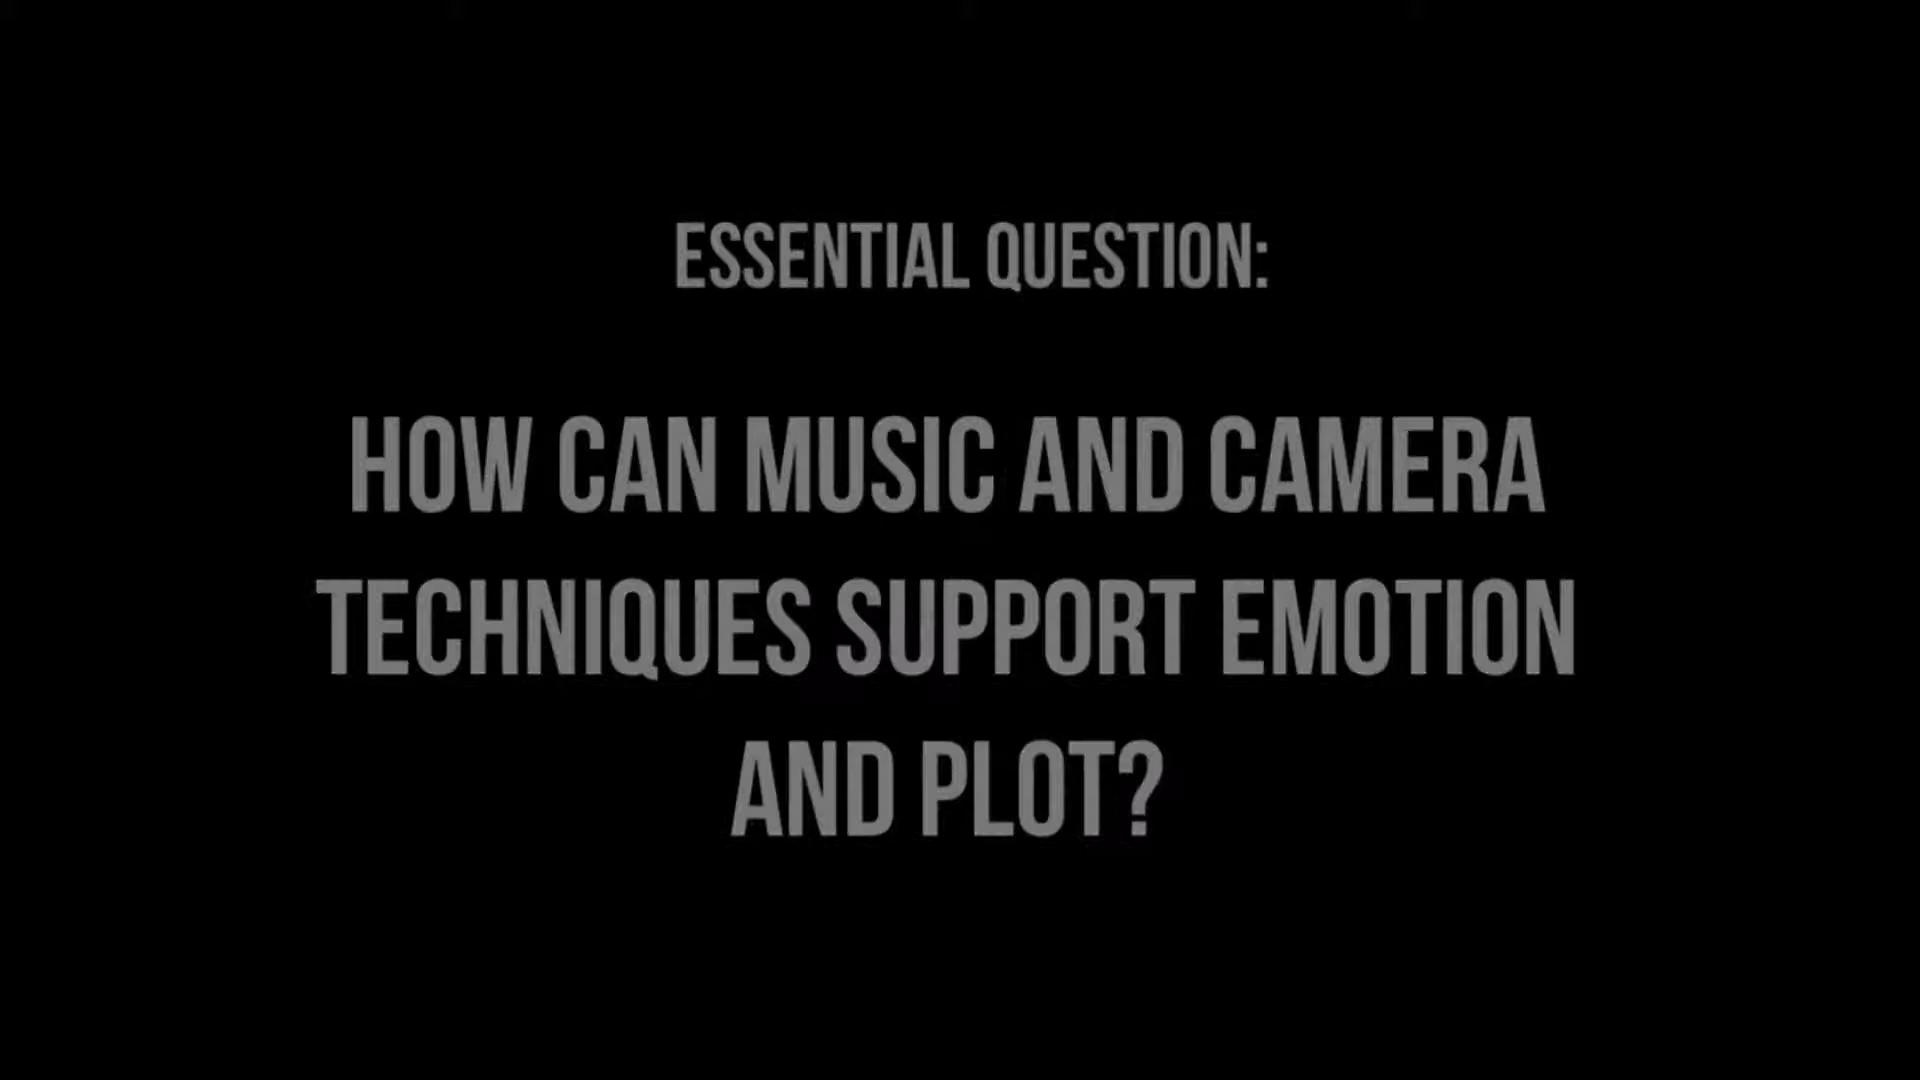 ESSENTIAL QUESTION:
HOW CAN MUSIC AND CAMERA
TECHNIQUES SUPPORT EMOTION
AND PLOT?